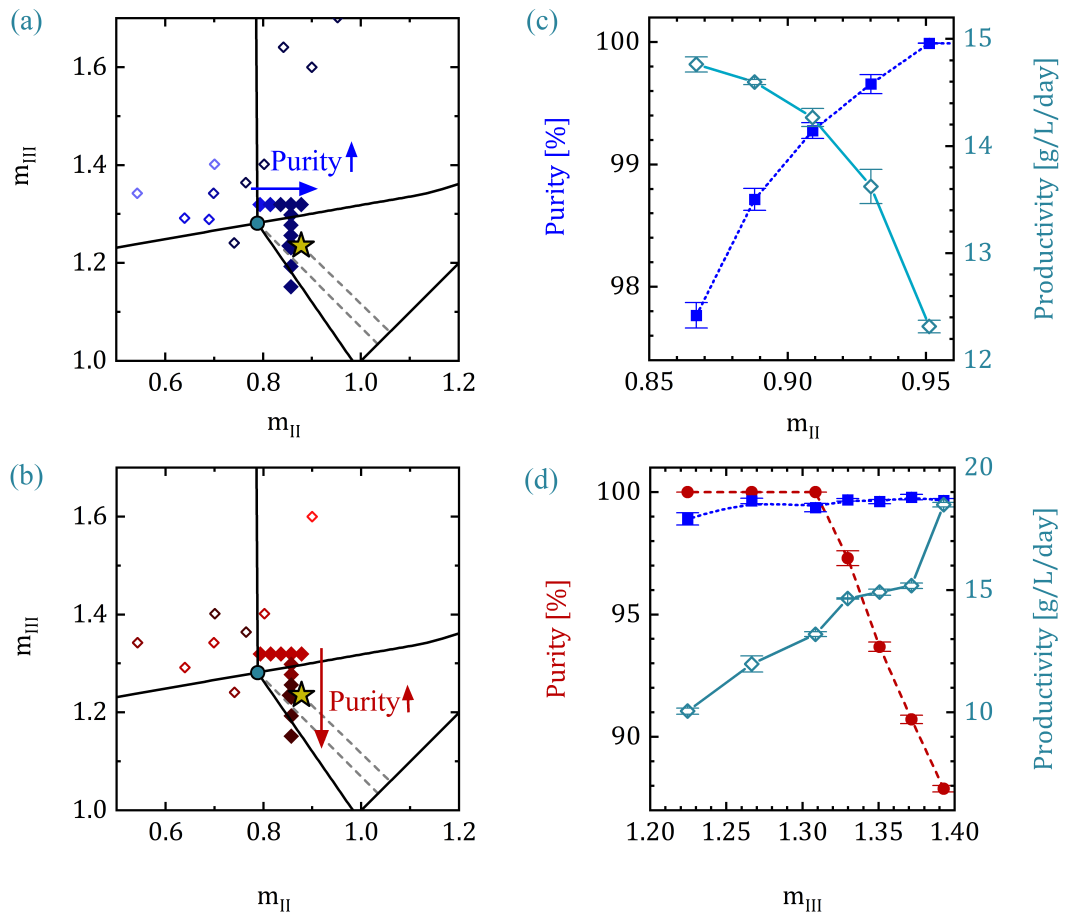 (a)
1.6
1.4
1.2
1.0
m_III
Purity
0.6
0.8
1.0
1.2
m_II
(c)
100
99
98
Purity [%]
15
14
13
12
Productivity [g/L/day]
0.85
0.90
0.95
m_II
(b)
1.6
1.4
1.2
1.0
m_III
Purity
0.6
0.8
1.0
1.2
m_II
(d)
100
95
90
Purity [%]
20
15
10
Productivity [g/L/day]
1.20
1.25
1.30
1.35
1.40
m_III